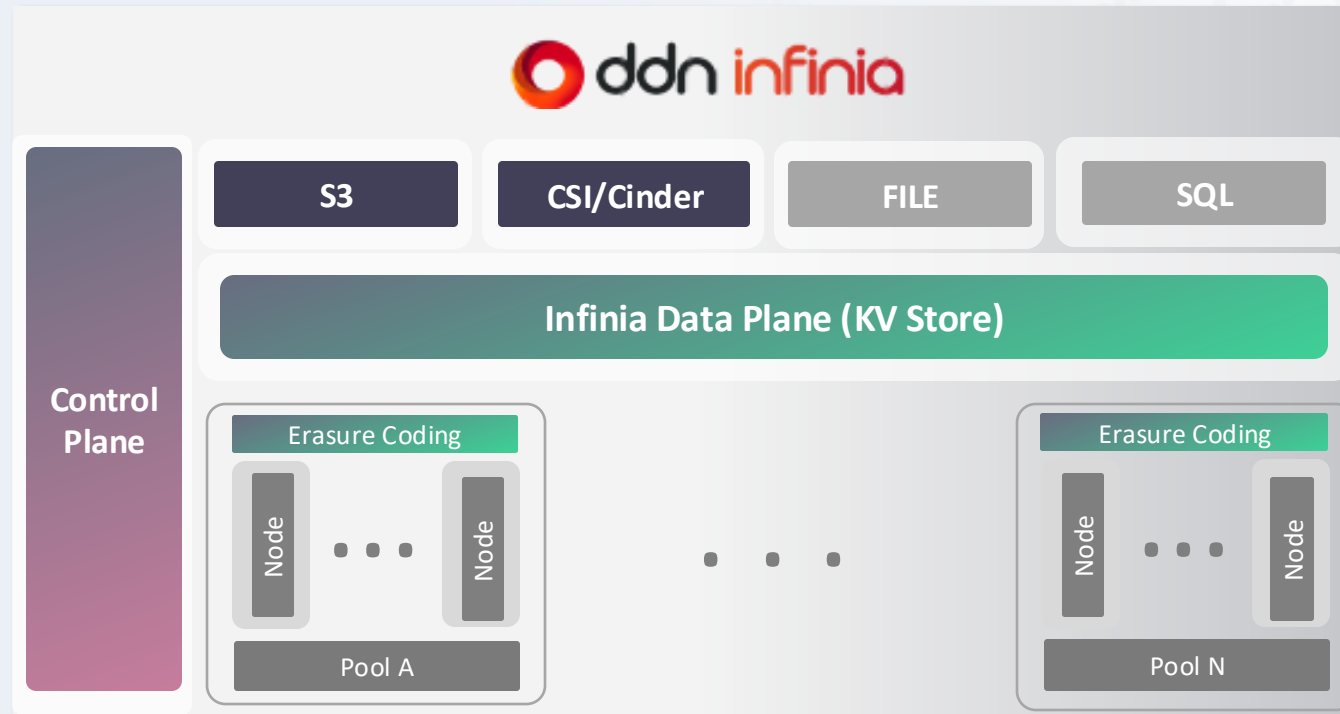 ddn infinia
S3
CSI/Cinder
FILE
SQL
Infinia Data Plane (KV Store)
Control
Plane
Erasure Coding
Node
Node
Pool A
Erasure Coding
Node
Node
Pool N